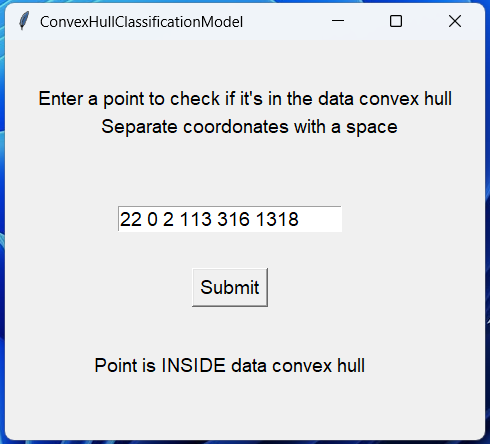 ConvexHullClassificationModel
Enter a point to check if it's in the data convex hull
Separate coordonates with a space
22 0 2 113 316 1318
Submit
Point is INSIDE data convex hull